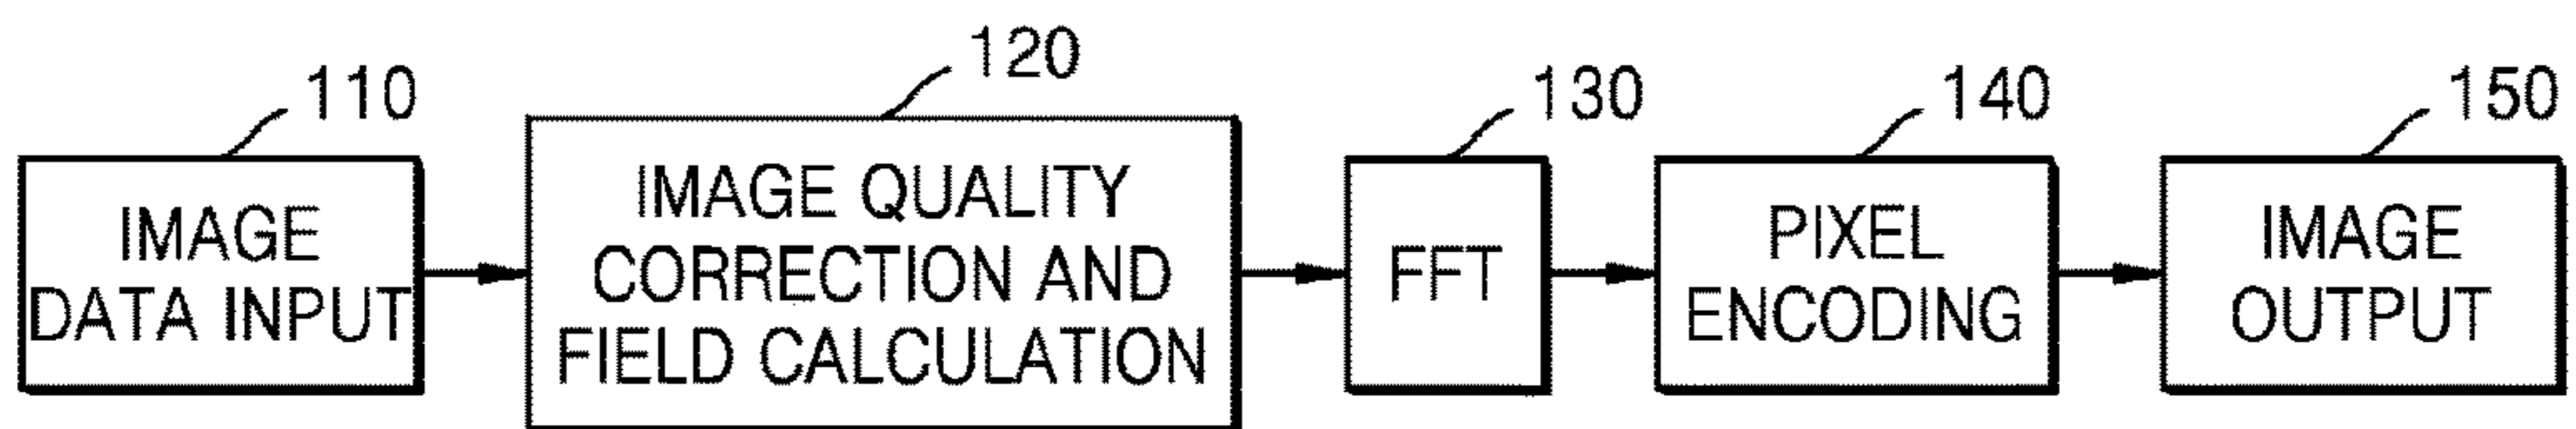 110
IMAGE
DATA INPUT
120
IMAGE QUALITY
CORRECTION AND
FIELD CALCULATION
130
FFT
140
PIXEL
ENCODING
150
IMAGE
OUTPUT